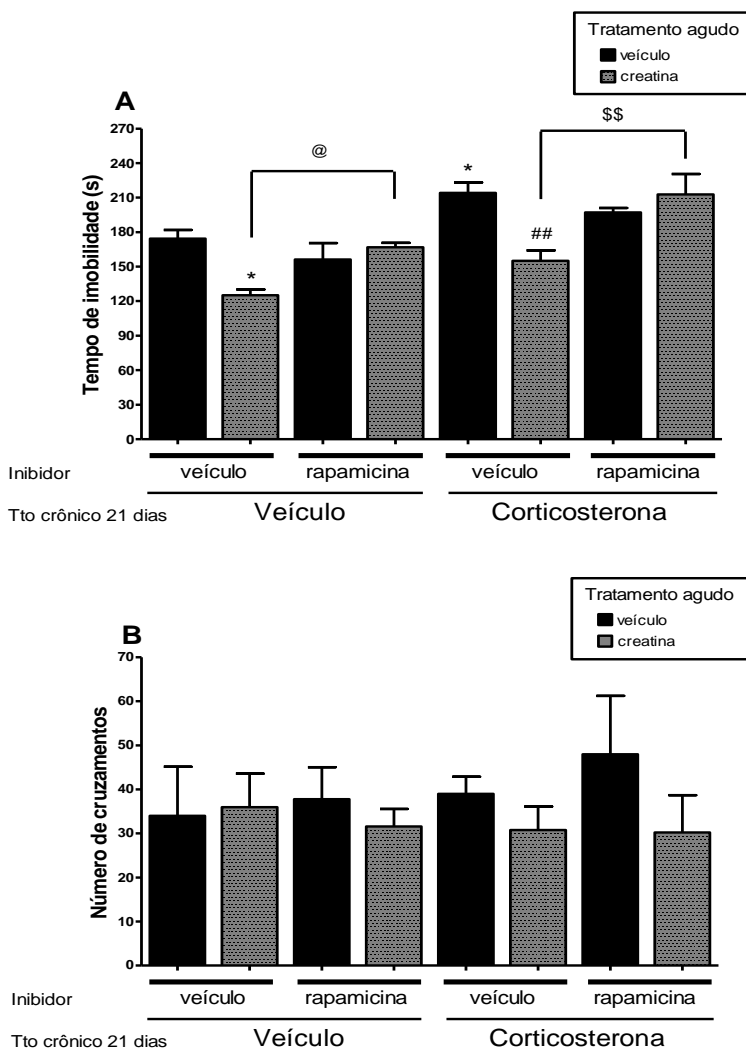 Tratamento agudo
veículo
creatina
A
Tempo de imobilidade (s)
270
240
210
180
150
120
90
60
30
0
@
*
*
##
$$
Inibidor veículo rapamicina veículo rapamicina
Tto crônico 21 dias Veículo Corticosterona
Tratamento agudo
veículo
creatina
B
Número de cruzamentos
70
60
50
40
30
20
10
0
Inibidor veículo rapamicina veículo rapamicina
Tto crônico 21 dias Veículo Corticosterona